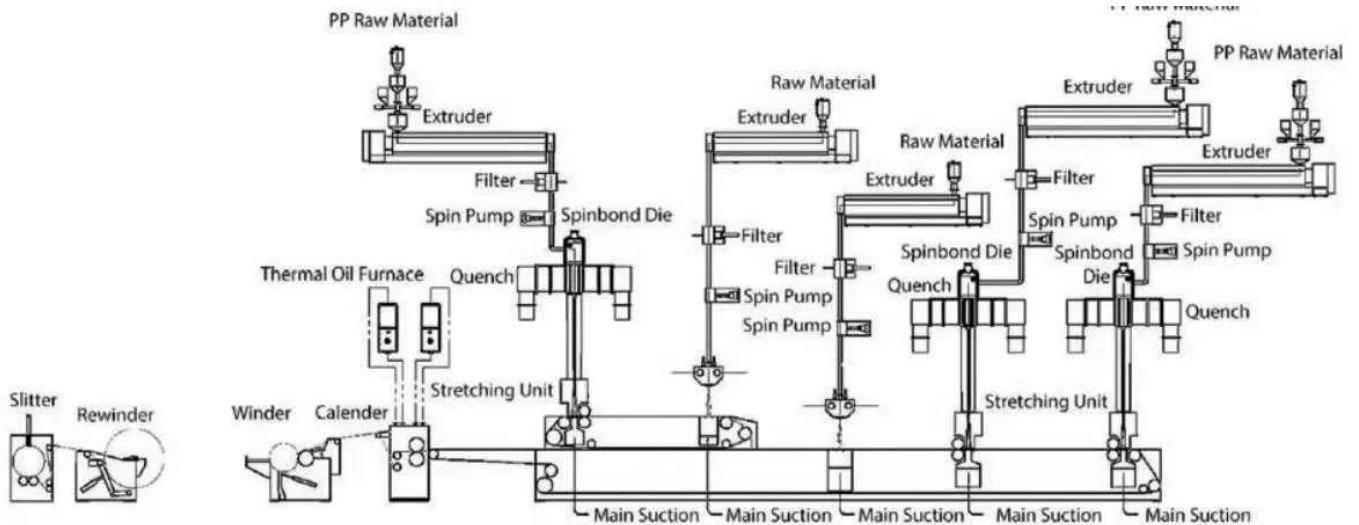 PP Raw Material
PP Raw Material
PP Raw Material
Raw Material
Extruder
Extruder
Extruder
Raw Material
Extruder
Extruder
Filter
Filter
Filter
Spin Pump
Spinbond Die
Spin Pump
Filter
Filter
Spinbond Die
Spinbond
Die
Spin Pump
Thermal Oil Furnace
Quench
Quench
Quench
Spin Pump
Spin Pump
Stretching Unit
Stretching Unit
Slitter
Rewinder
Winder
Calender
Main Suction
Main Suction
Main Suction
Main Suction
Main Suction